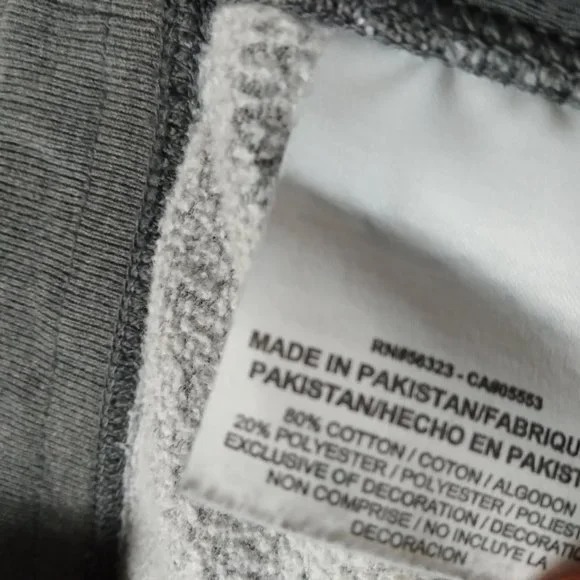 RN#56323 - CA#05553
MADE IN PAKISTAN/FABRIQU
PAKISTAN/HECHO EN PAKIST
80% COTTON / COTON / ALGODON
20% POLYESTER / POLYESTER / POLIEST
EXCLUSIVE OF DECORATION / DECORATI
NON COMPRISE / NO INCLUYE LA
DECORACION